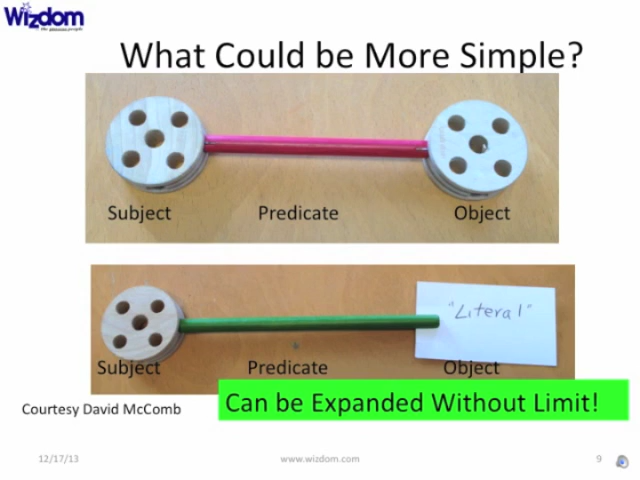 Wizdom
What Could be More Simple?
Subject Predicate Object
"Literal"
Subject Predicate Object
Can be Expanded Without Limit!
Courtesy David McComb
12/17/13 www.wizdom.com 9